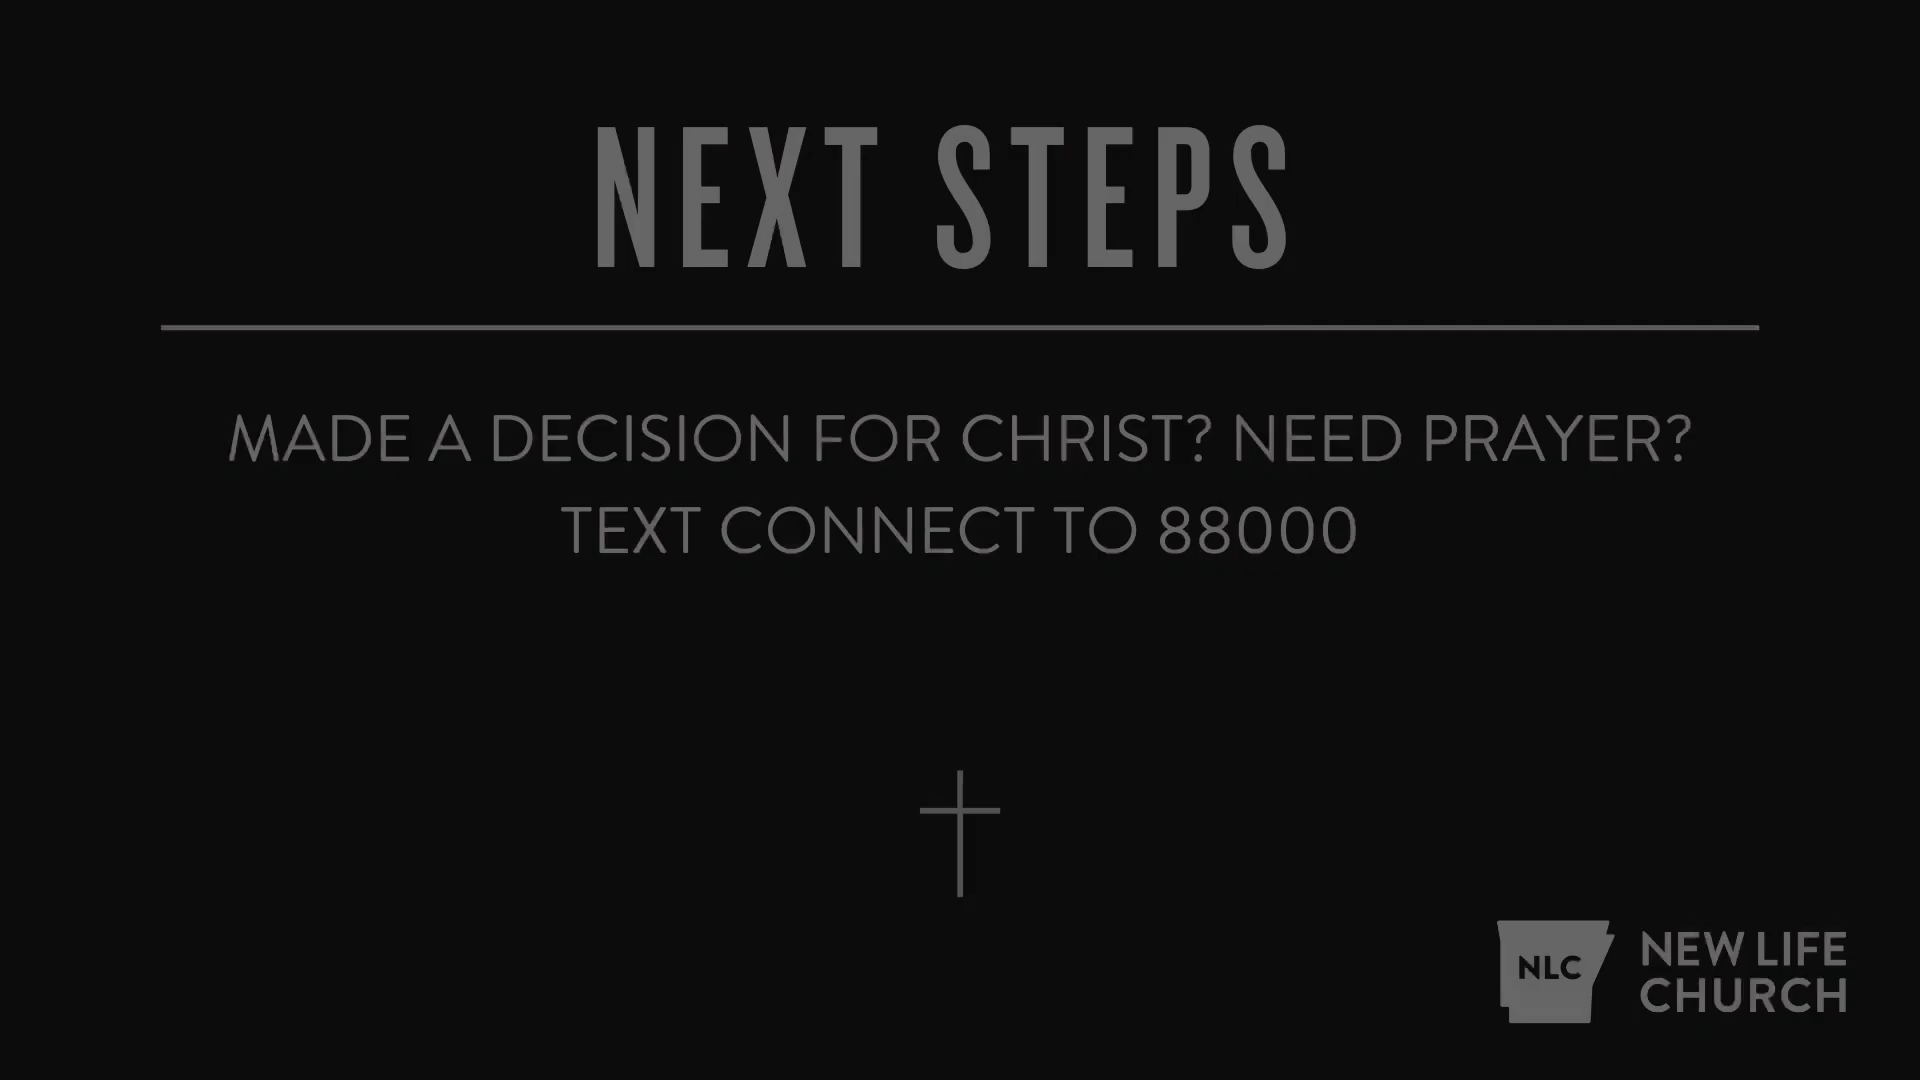 NEXT STEPS
MADE A DECISION FOR CHRIST? NEED PRAYER?
TEXT CONNECT TO 88000
NLC
NEW LIFE
CHURCH